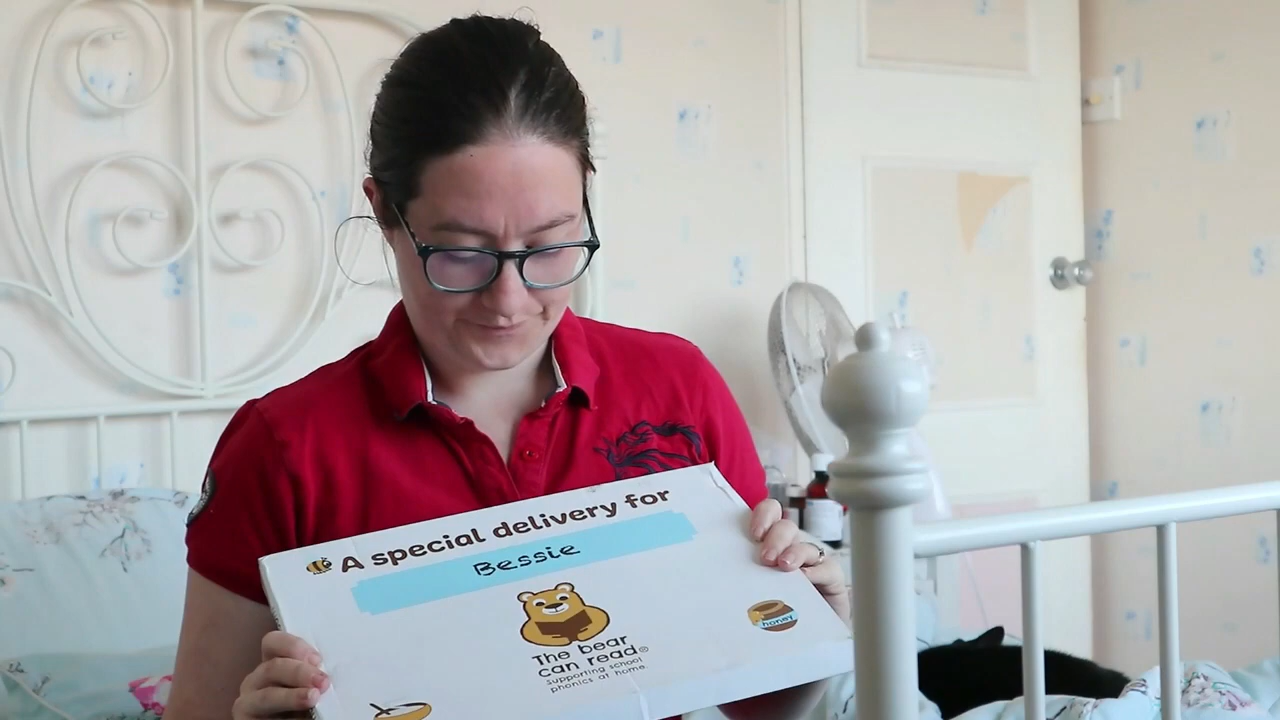 A special delivery for
Bessie
The bear
can read®
supporting school
phonics at home.
honey